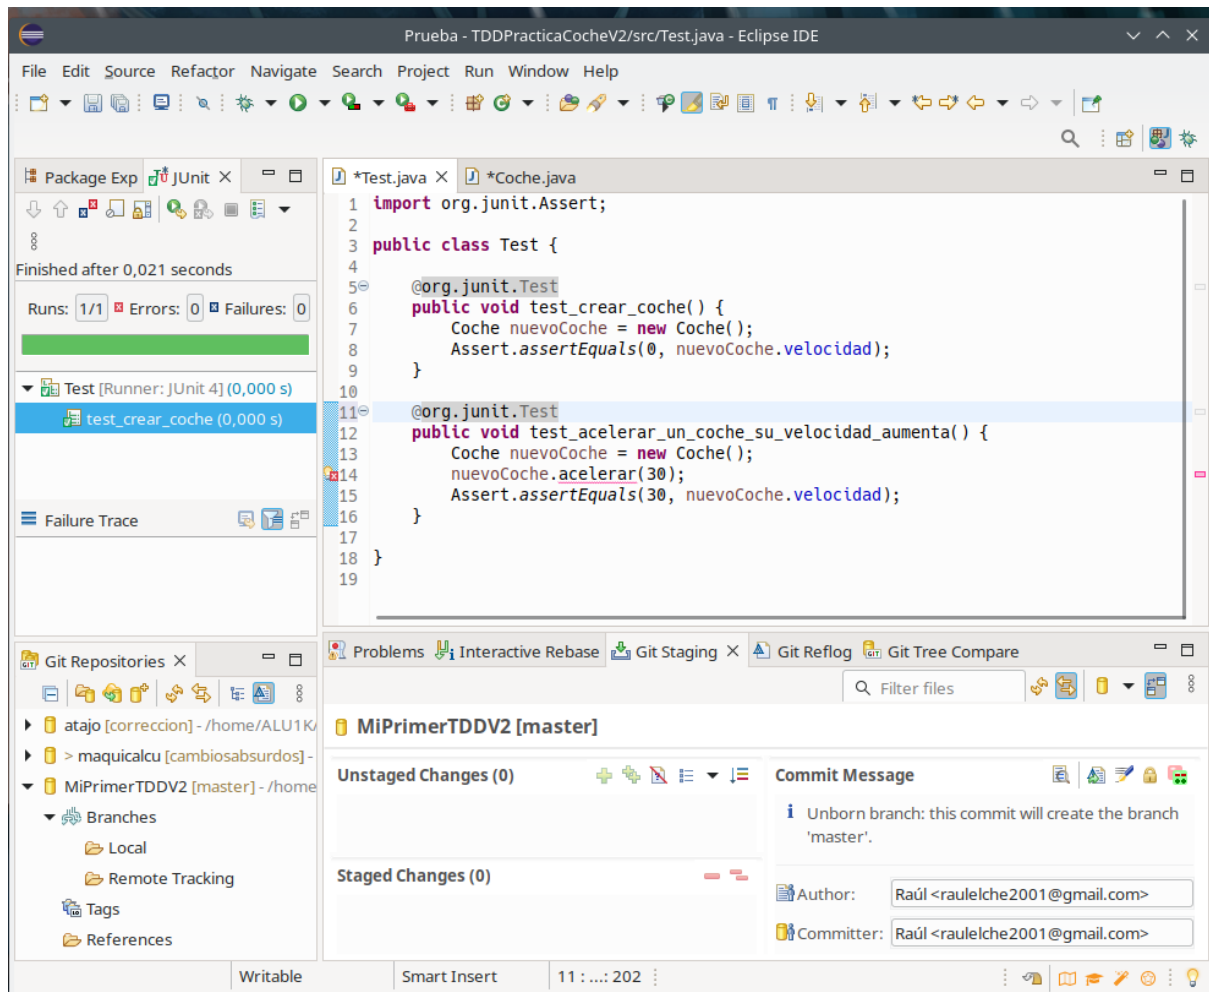 Prueba - TDDPracticaCocheV2/src/Test.java - Eclipse IDE
File Edit Source Refactor Navigate Search Project Run Window Help
Package Exp JUnit
*Test.java *Coche.java
Finished after 0,021 seconds
Runs: 1/1 Errors: 0 Failures: 0
Test [Runner: JUnit 4] (0,000 s)
test_crear_coche (0,000 s)
Failure Trace
1 import org.junit.Assert;
2
3 public class Test {
4
5 @org.junit.Test
6 public void test_crear_coche() {
7 Coche nuevoCoche = new Coche();
8 Assert.assertEquals(0, nuevoCoche.velocidad);
9 }
10
11 @org.junit.Test
12 public void test_acelerar_un_coche_su_velocidad_aumenta() {
13 Coche nuevoCoche = new Coche();
14 nuevoCoche.acelerar(30);
15 Assert.assertEquals(30, nuevoCoche.velocidad);
16 }
17
18 }
19
Git Repositories
atajo [correccion] - /home/ALU1K/
> maquicalcu [cambiosabsurdos] -
MiPrimerTDDV2 [master] - /home
Branches
Local
Remote Tracking
Tags
References
Problems Interactive Rebase Git Staging Git Reflog Git Tree Compare
Filter files
MiPrimerTDDV2 [master]
Unstaged Changes (0)
Staged Changes (0)
Commit Message
Unborn branch: this commit will create the branch
'master'.
Author: Raúl <raulelche2001@gmail.com>
Committer: Raúl <raulelche2001@gmail.com>
Writable Smart Insert 11 : ...: 202